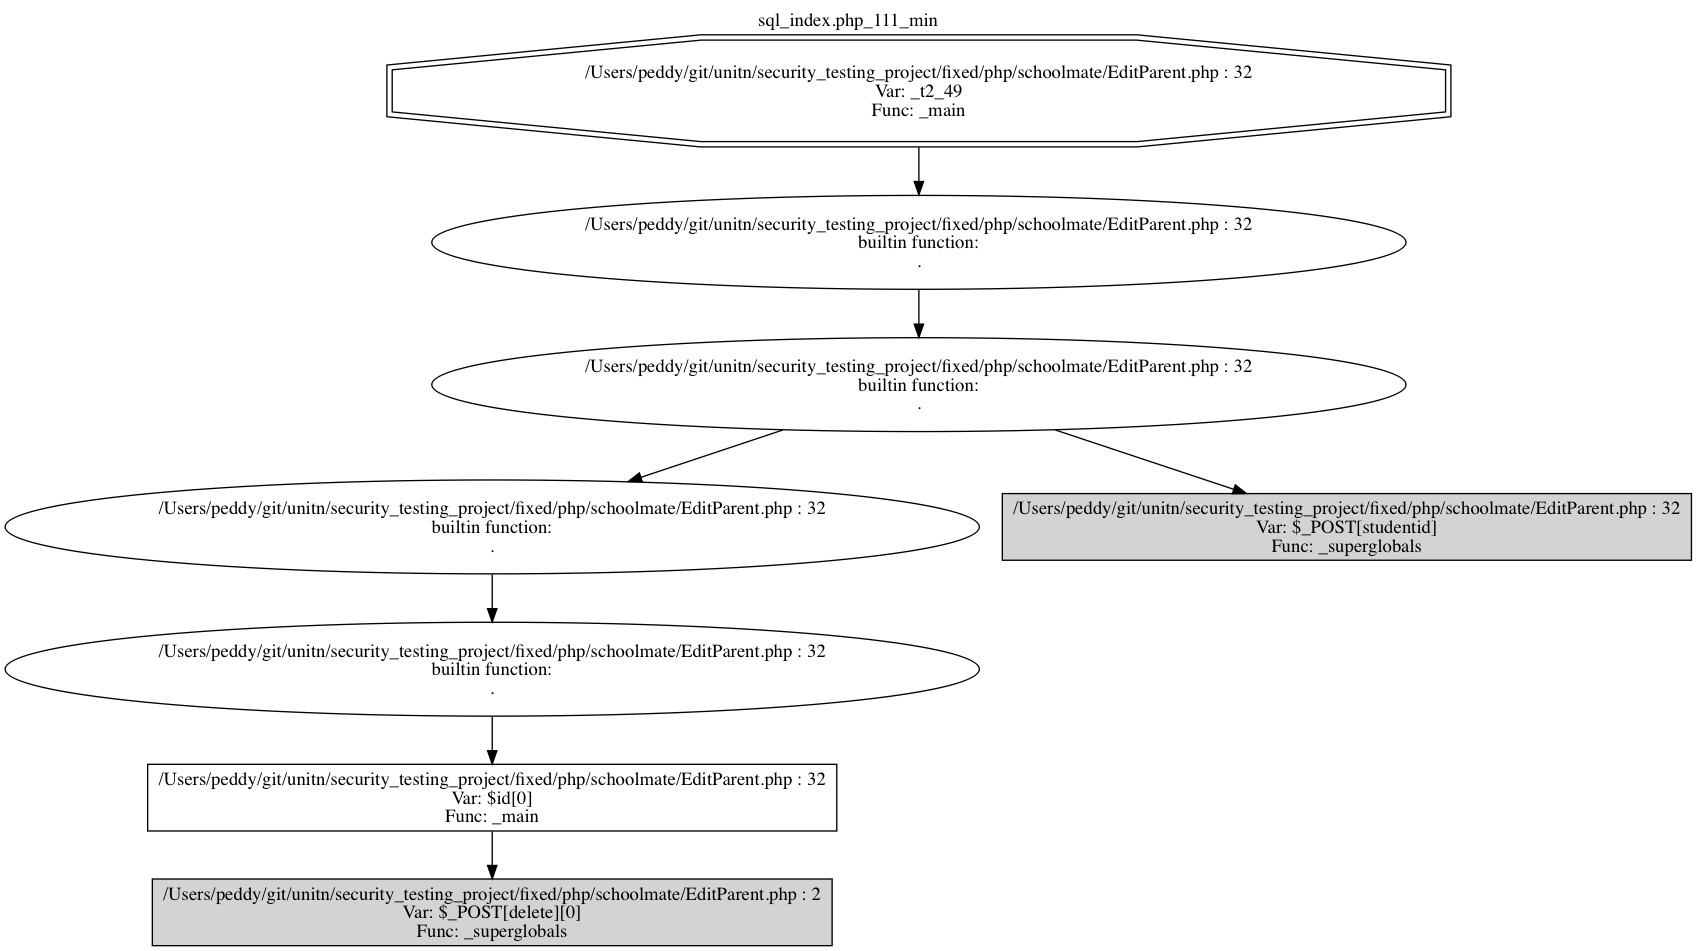 sql_index.php_111_min
/Users/peddy/git/unitn/security_testing_project/fixed/php/schoolmate/EditParent.php : 32
Var: _t2_49
Func: _main
/Users/peddy/git/unitn/security_testing_project/fixed/php/schoolmate/EditParent.php : 32
builtin function:
.
/Users/peddy/git/unitn/security_testing_project/fixed/php/schoolmate/EditParent.php : 32
builtin function:
.
/Users/peddy/git/unitn/security_testing_project/fixed/php/schoolmate/EditParent.php : 32
builtin function:
.
/Users/peddy/git/unitn/security_testing_project/fixed/php/schoolmate/EditParent.php : 32
Var: $_POST[studentid]
Func: _superglobals
/Users/peddy/git/unitn/security_testing_project/fixed/php/schoolmate/EditParent.php : 32
builtin function:
.
/Users/peddy/git/unitn/security_testing_project/fixed/php/schoolmate/EditParent.php : 32
Var: $id[0]
Func: _main
/Users/peddy/git/unitn/security_testing_project/fixed/php/schoolmate/EditParent.php : 2
Var: $_POST[delete][0]
Func: _superglobals